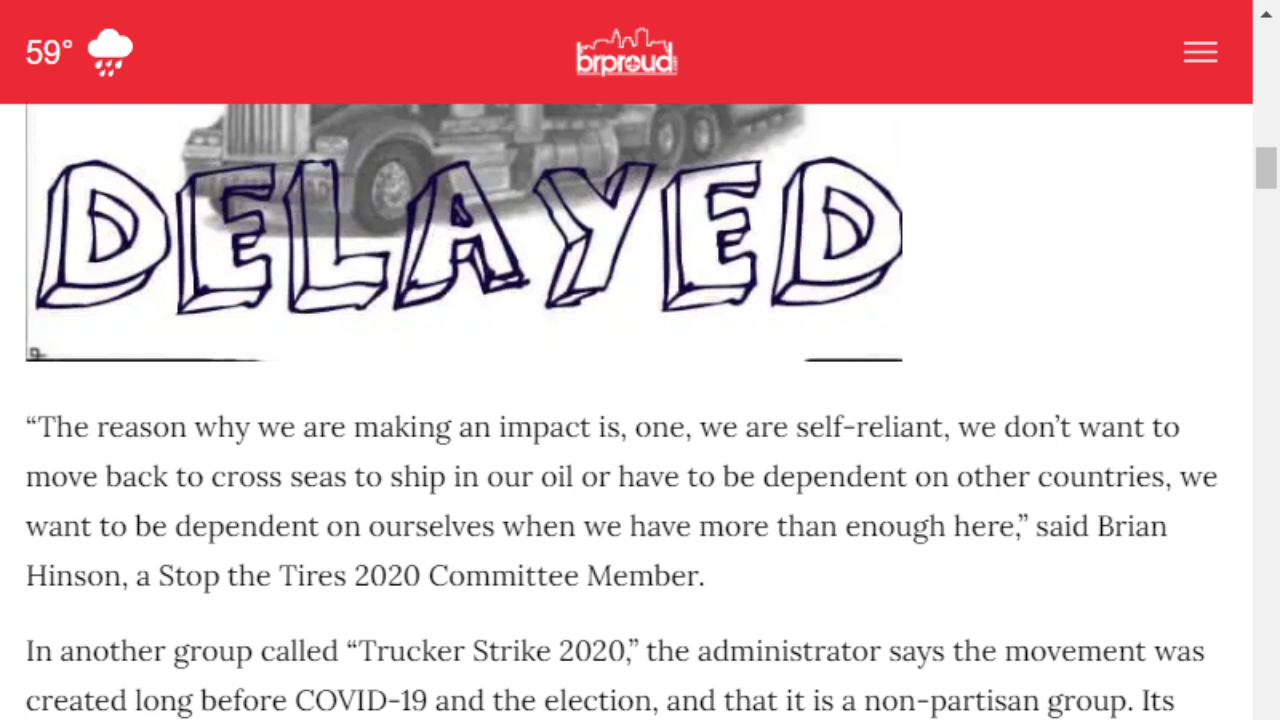 59°
brproud
DELAYED
“The reason why we are making an impact is, one, we are self-reliant, we don’t want to
move back to cross seas to ship in our oil or have to be dependent on other countries, we
want to be dependent on ourselves when we have more than enough here,” said Brian
Hinson, a Stop the Tires 2020 Committee Member.
In another group called “Trucker Strike 2020,” the administrator says the movement was
created long before COVID-19 and the election, and that it is a non-partisan group. Its